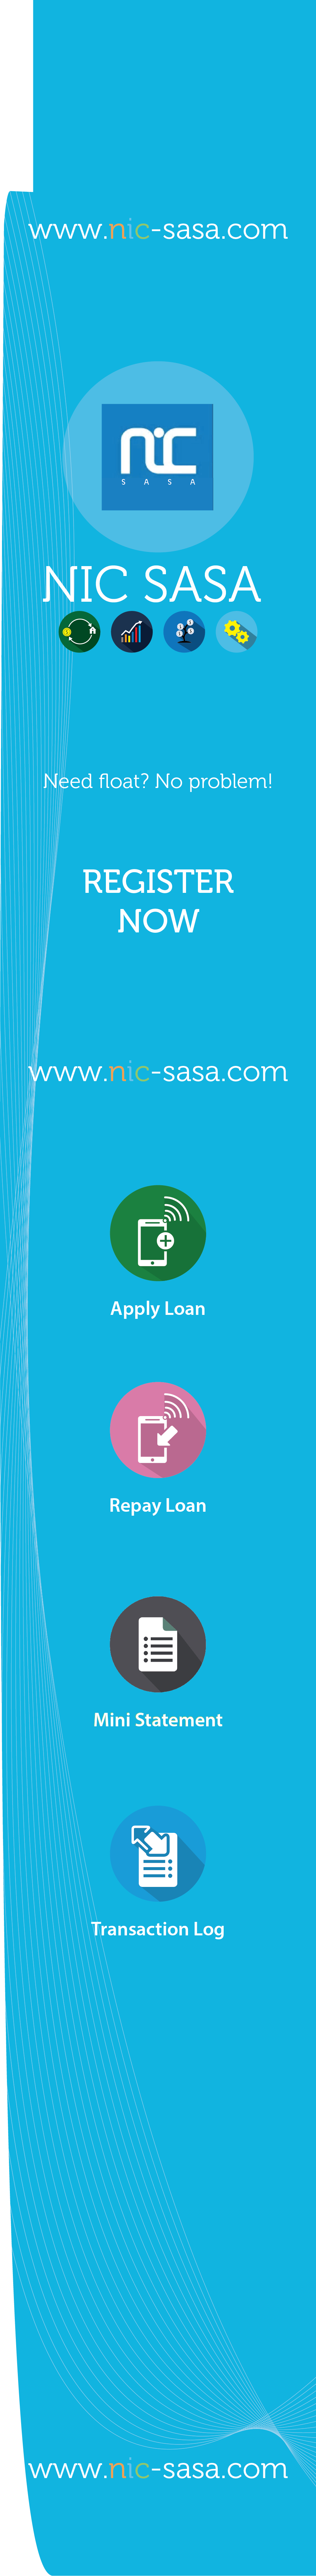 www.nic-sasa.com
NiC
SASA
NIC SASA
Need float? No problem!
REGISTER
NOW
www.nic-sasa.com
Apply Loan
Repay Loan
Mini Statement
Transaction Log
www.nic-sasa.com